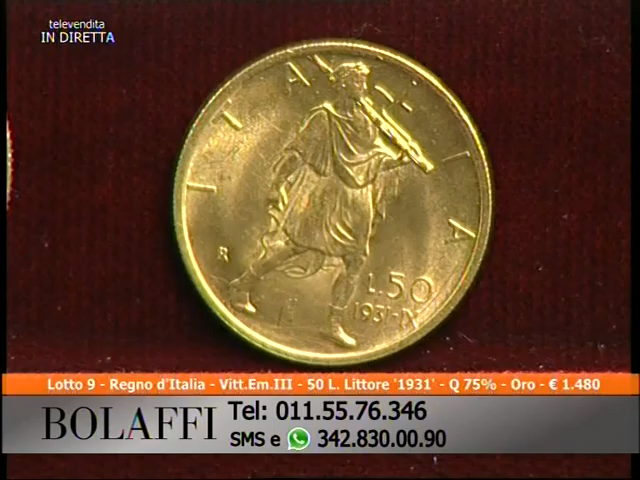 televendita
IN DIRETTA
ITALIA
R
L.50
1931-IX
Lotto 9 - Regno d'Italia - Vitt.Em.III - 50 L. Littore '1931' - Q 75% - Oro - € 1.480
BOLAFFI
Tel: 011.55.76.346
SMS e 342.830.00.90